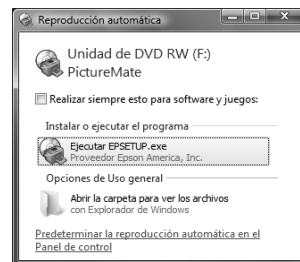 Reproducción automática
Unidad de DVD RW (F:)
PictureMate
Realizar siempre esto para software y juegos:
Instalar o ejecutar el programa
Ejecutar EPSETUP.exe
Proveedor Epson America, Inc.
Opciones de Uso general
Abrir la carpeta para ver los archivos
con Explorador de Windows
Predeterminar la reproducción automática en el
Panel de control